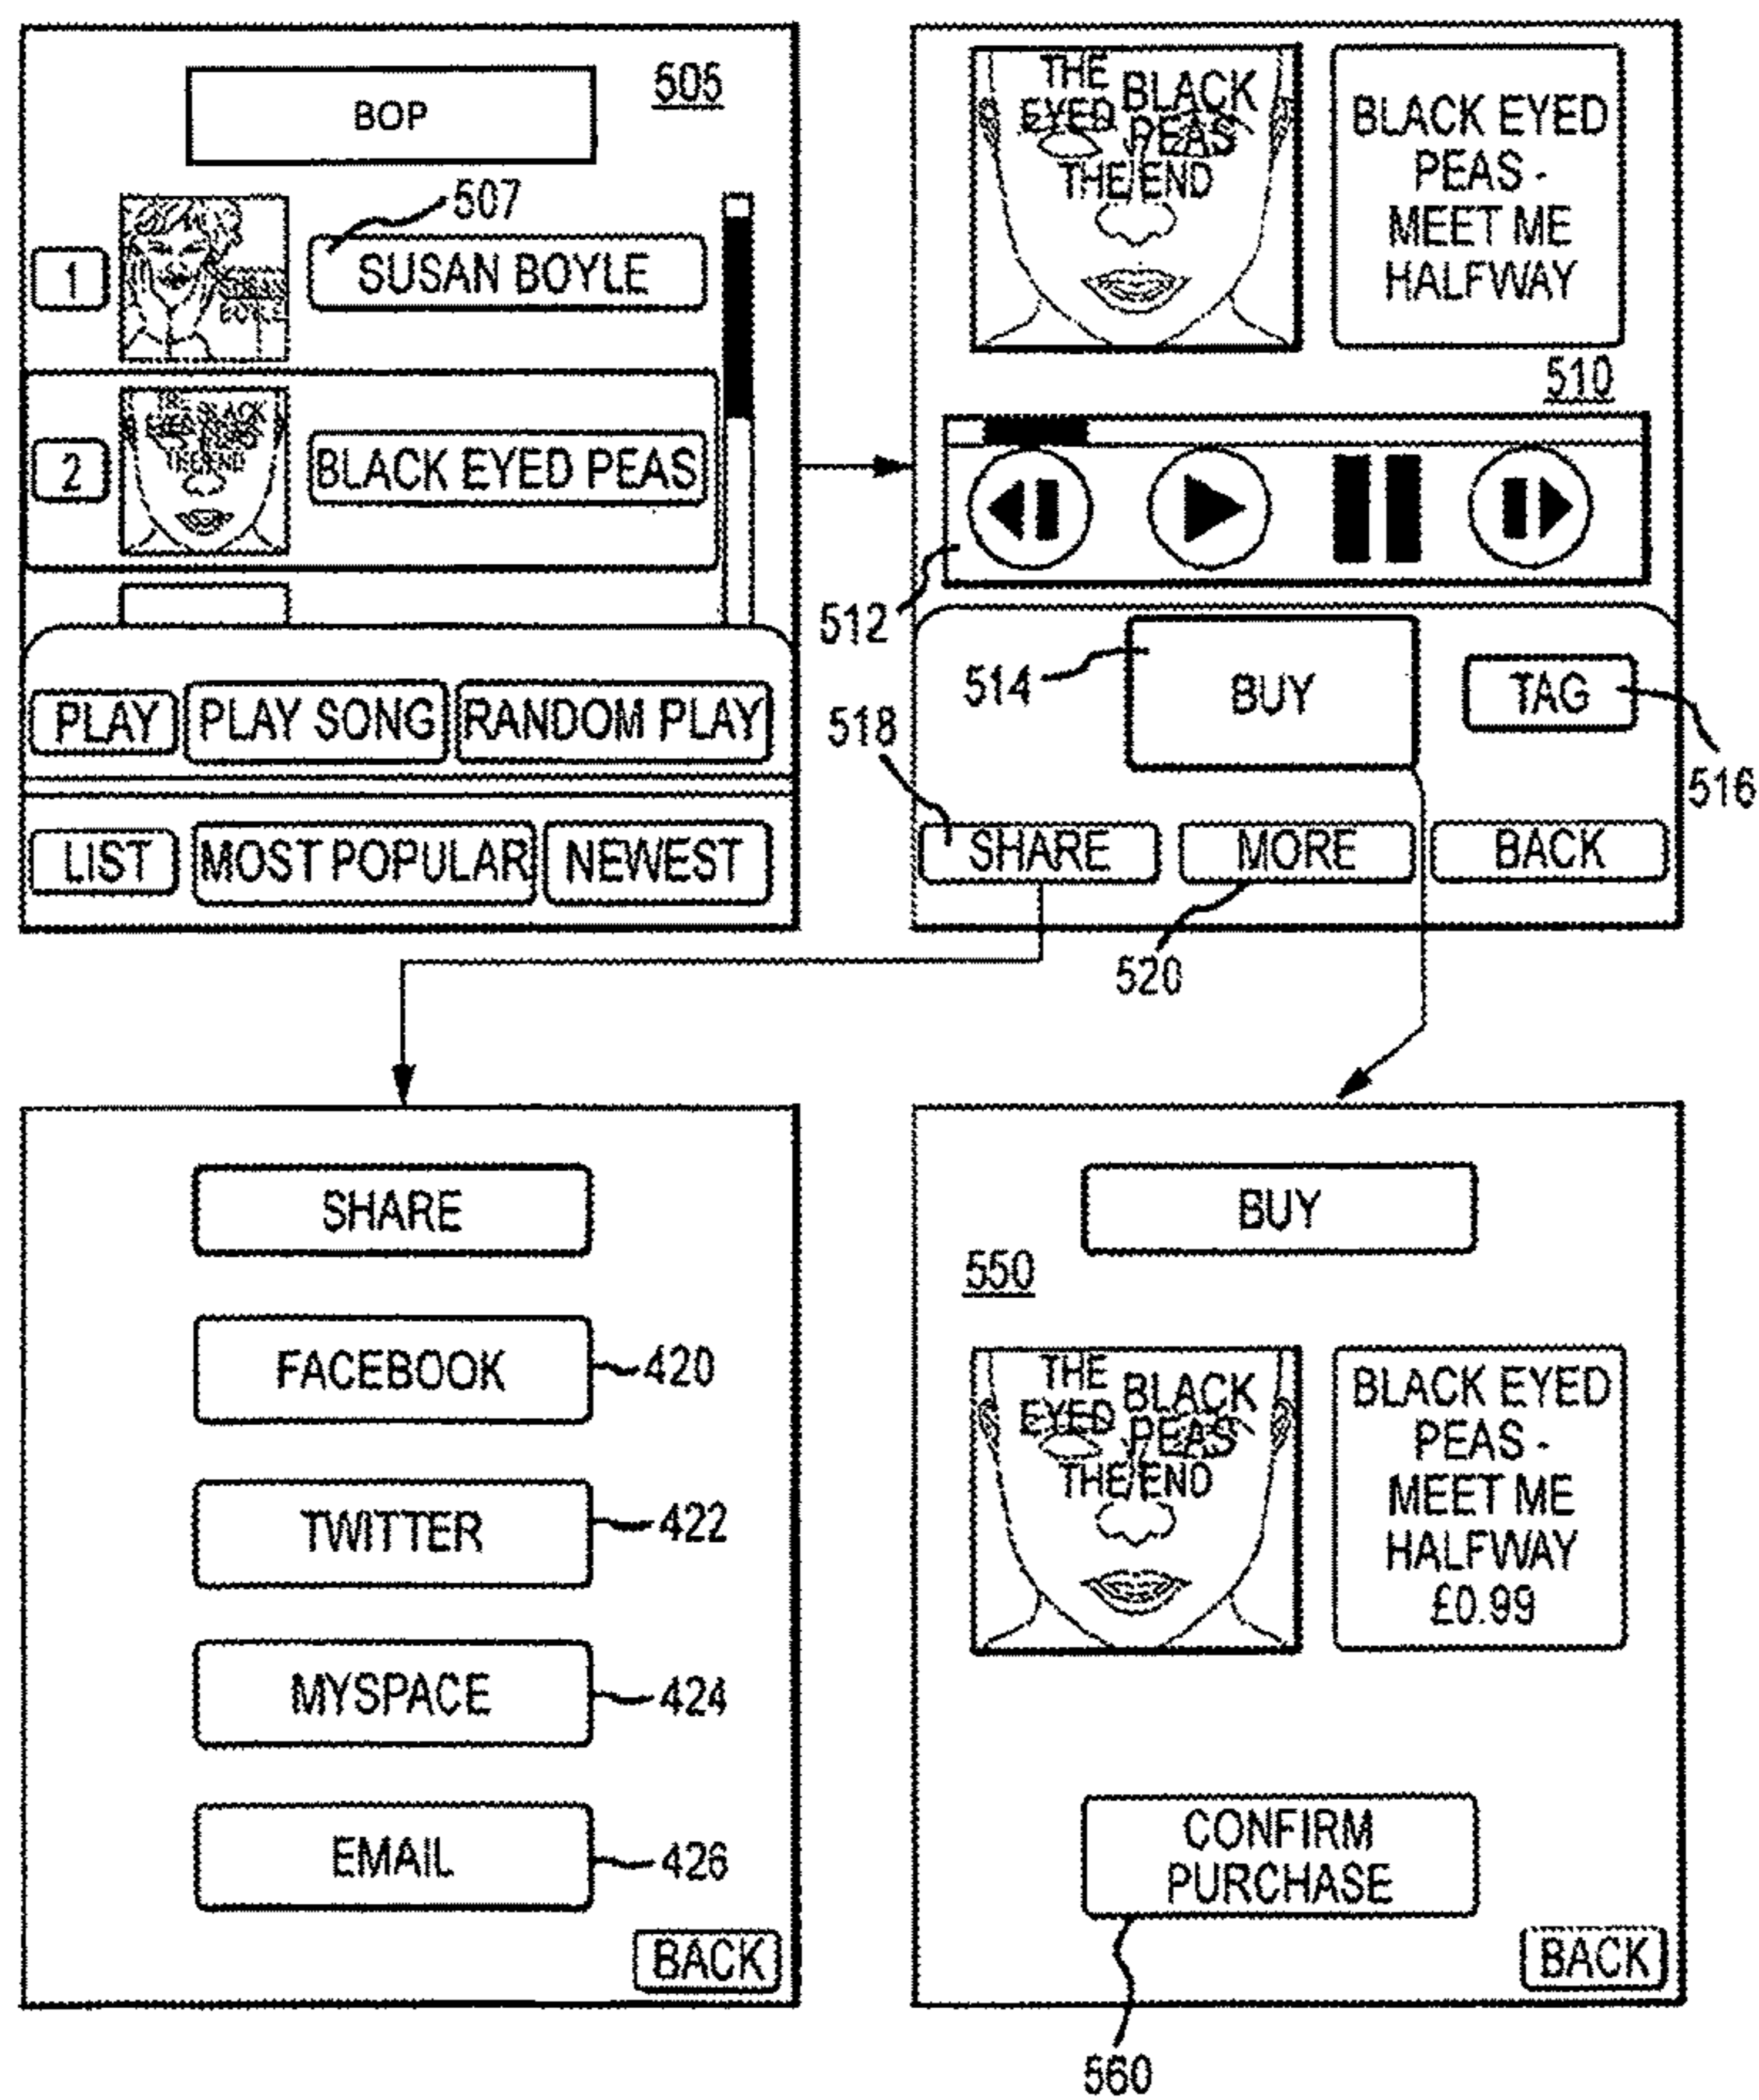 BOP
505
507
1
SUSAN BOYLE
2
BLACK EYED PEAS
PLAY
PLAY SONG
RANDOM PLAY
LIST
MOST POPULAR
NEWEST
THE
EYED BLACK
PEAS
THE END
BLACK EYED
PEAS -
MEET ME
HALFWAY
510
512
514
BUY
TAG
516
518
SHARE
MORE
BACK
520
SHARE
FACEBOOK
420
TWITTER
422
MYSPACE
424
EMAIL
426
BACK
BUY
550
THE
EYED BLACK
PEAS
THE END
BLACK EYED
PEAS -
MEET ME
HALFWAY
£0.99
CONFIRM
PURCHASE
BACK
560